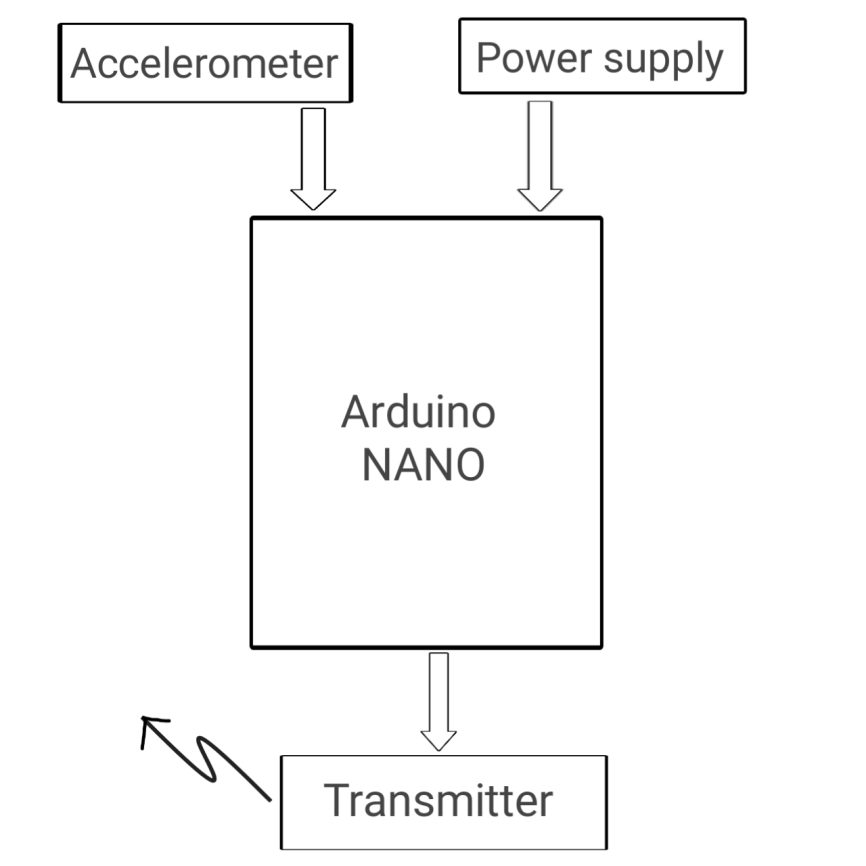 Accelerometer
Power supply
Arduino
NANO
Transmitter